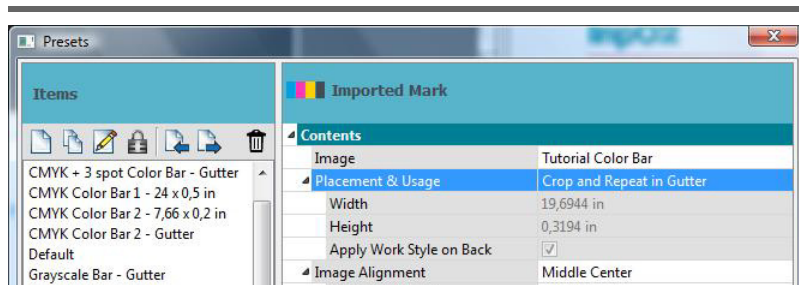 Presets
Items
Imported Mark
CMYK + 3 spot Color Bar - Gutter
CMYK Color Bar 1 - 24 x 0,5 in
CMYK Color Bar 2 - 7,66 x 0,2 in
CMYK Color Bar 2 - Gutter
Default
Grayscale Bar - Gutter
Contents
Image Tutorial Color Bar
Placement & Usage Crop and Repeat in Gutter
Width 19,6944 in
Height 0,3194 in
Apply Work Style on Back
Image Alignment Middle Center